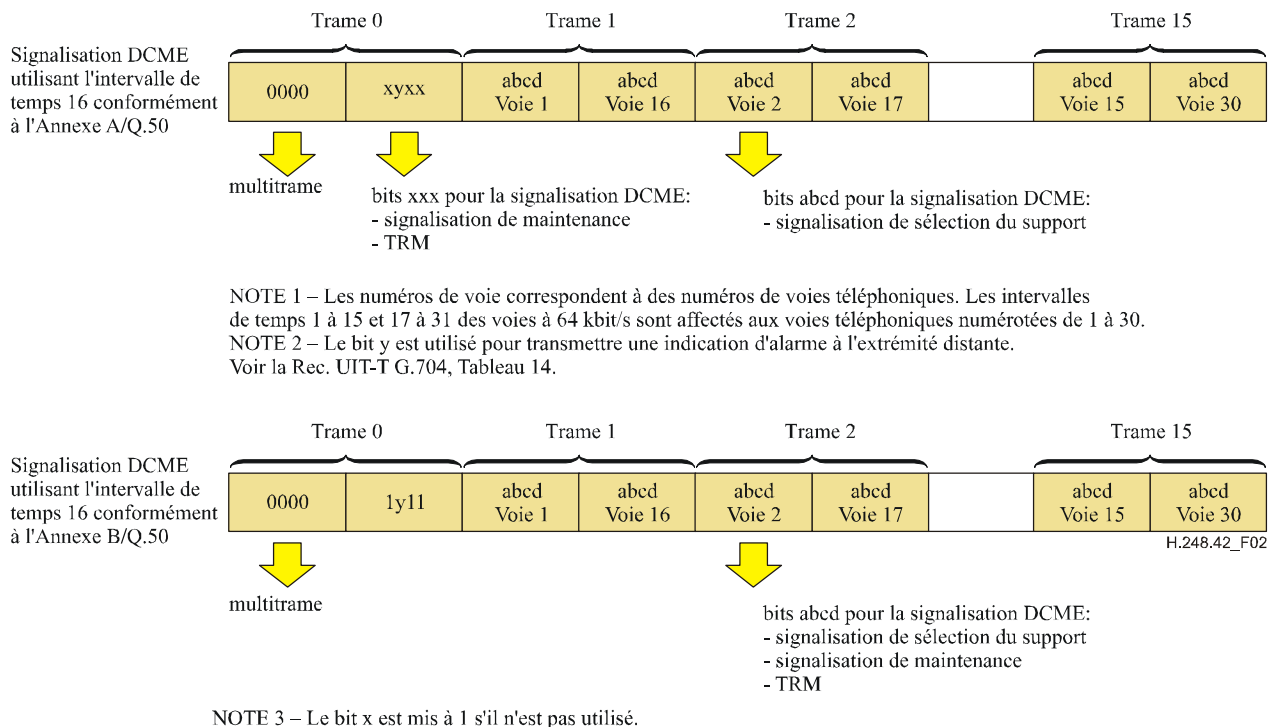 Trame 0
Trame 1
Trame 2
Trame 15
Signalisation DCME
utilisant l'intervalle de
temps 16 conformément
à l'Annexe A/Q.50
0000
xyxx
abcd
Voie 1
abcd
Voie 16
abcd
Voie 2
abcd
Voie 17
abcd
Voie 15
abcd
Voie 30
multitrame
bits xxx pour la signalisation DCME:
- signalisation de maintenance
- TRM
bits abcd pour la signalisation DCME:
- signalisation de sélection du support
NOTE 1 – Les numéros de voie correspondent à des numéros de voies téléphoniques. Les intervalles
de temps 1 à 15 et 17 à 31 des voies à 64 kbit/s sont affectés aux voies téléphoniques numérotées de 1 à 30.
NOTE 2 – Le bit y est utilisé pour transmettre une indication d'alarme à l'extrémité distante.
Voir la Rec. UIT-T G.704, Tableau 14.
Trame 0
Trame 1
Trame 2
Trame 15
Signalisation DCME
utilisant l'intervalle de
temps 16 conformément
à l'Annexe B/Q.50
0000
1y11
abcd
Voie 1
abcd
Voie 16
abcd
Voie 2
abcd
Voie 17
abcd
Voie 15
abcd
Voie 30
H.248.42_F02
multitrame
bits abcd pour la signalisation DCME:
- signalisation de sélection du support
- signalisation de maintenance
- TRM
NOTE 3 – Le bit x est mis à 1 s'il n'est pas utilisé.